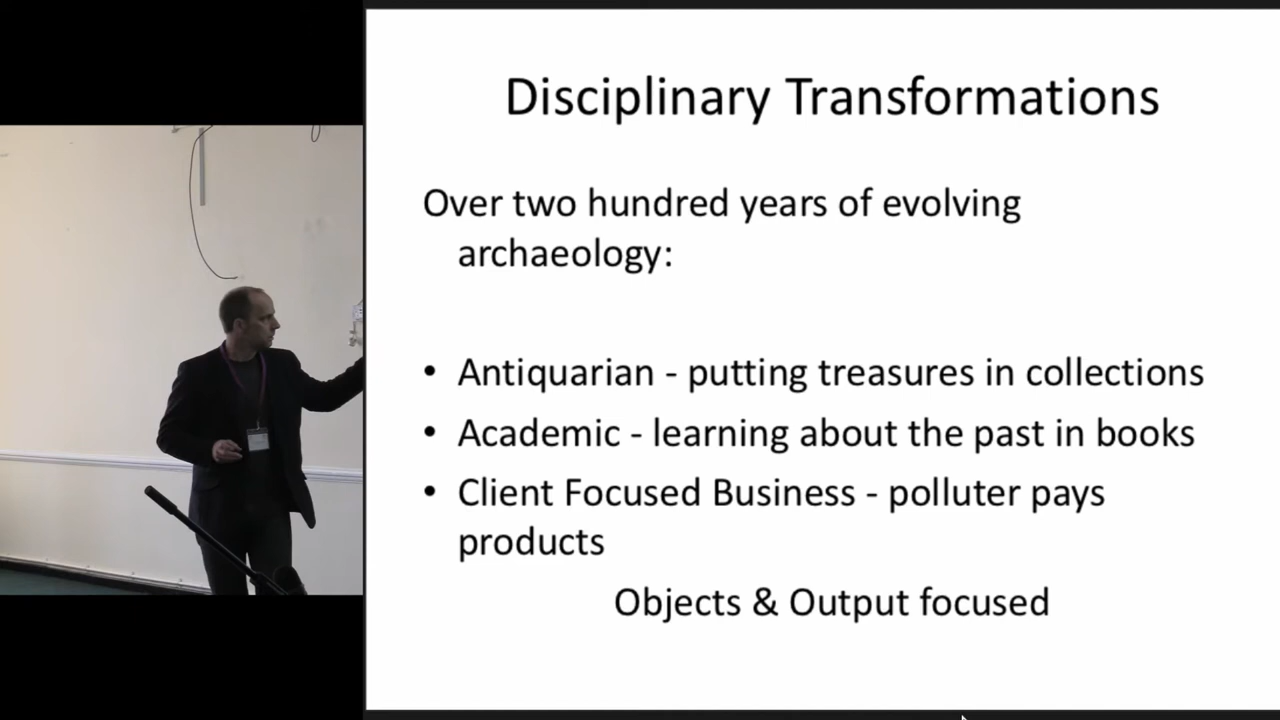 Disciplinary Transformations
Over two hundred years of evolving
archaeology:
• Antiquarian - putting treasures in collections
• Academic - learning about the past in books
• Client Focused Business - polluter pays
products
Objects & Output focused